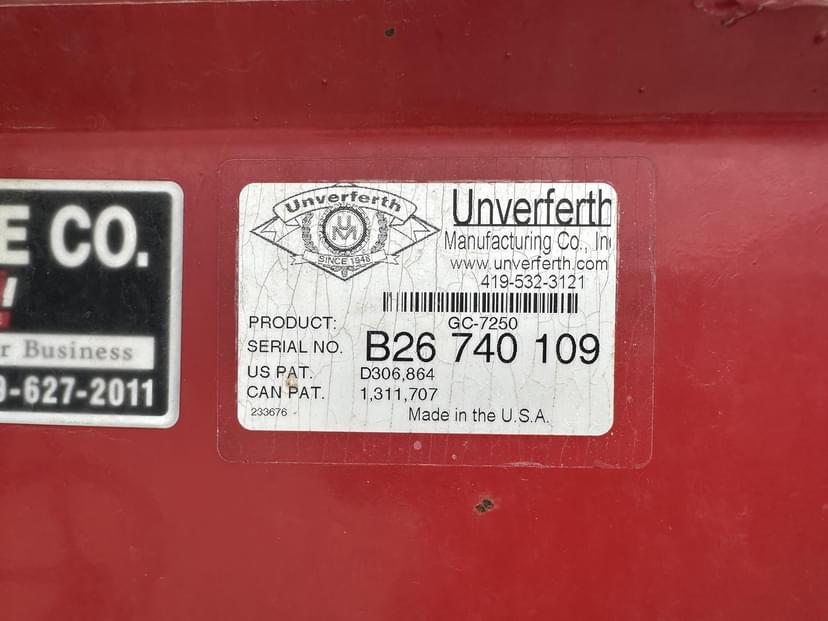 E CO.
r Business
9-627-2011
Unverferth
UM
SINCE 1948
Unverferth
Manufacturing Co., Inc
www.unverferth.com
419-532-3121
PRODUCT: GC-7250
SERIAL NO. B26 740 109
US PAT. D306,864
CAN PAT. 1,311,707
233676 Made in the U.S.A.